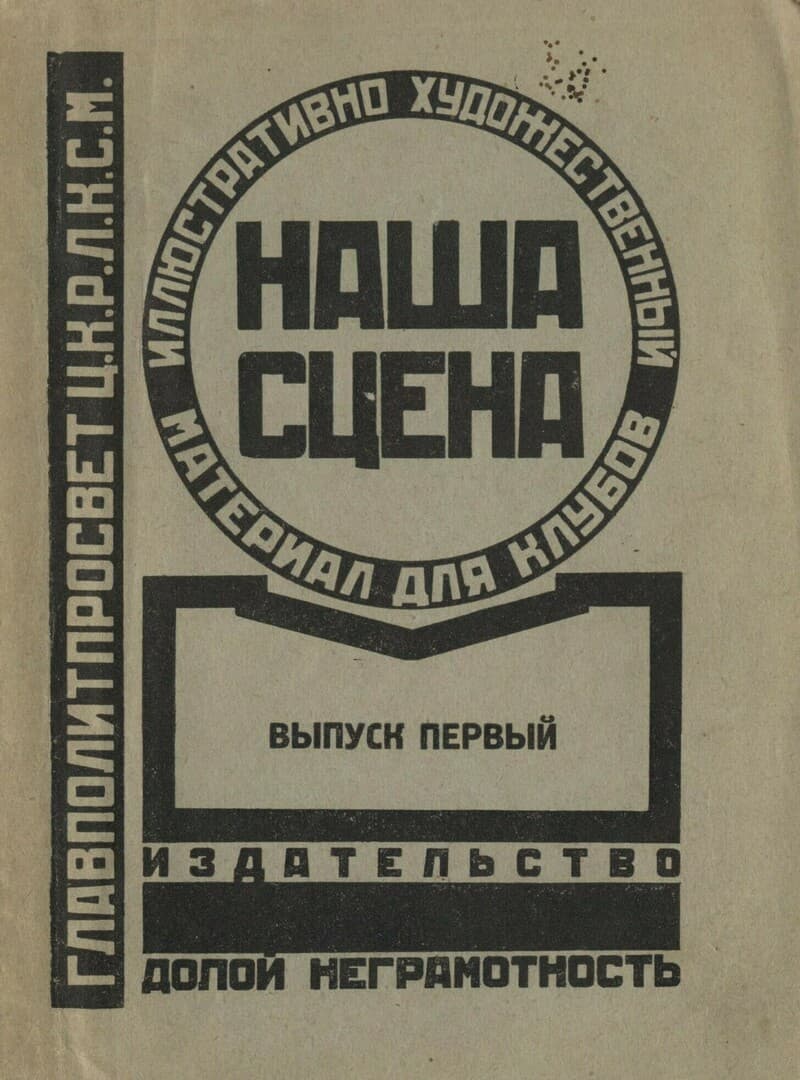 ГЛАВПОЛИТПРОСВЕТ Ц.К.Р.Л.К.С.М.
ИЛЛЮСТРАТИВНО ХУДОЖЕСТВЕННЫЙ
НАША
СЦЕНА
МАТЕРИАЛ ДЛЯ КЛУБОВ
ВЫПУСК ПЕРВЫЙ
ИЗДАТЕЛЬСТВО
ДОЛОЙ НЕГРАМОТНОСТЬ